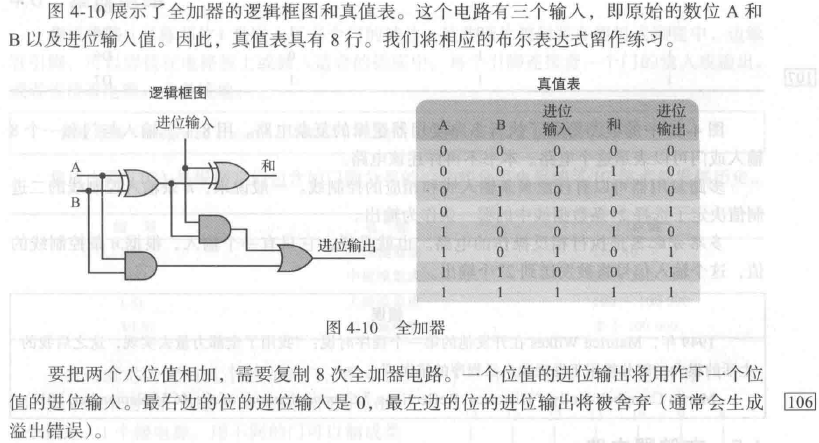 图 4-10 展示了全加器的逻辑框图和真值表。这个电路有三个输入，即原始的数位 A 和
B 以及进位输入值。因此，真值表具有 8 行。我们将相应的布尔表达式留作练习。
逻辑框图
进位输入
A
B
和
进位输出
真值表
A B 进位输入 和 进位输出
0 0 0 0 0
0 0 1 1 0
0 1 0 1 0
0 1 1 0 1
1 0 0 1 0
1 0 1 0 1
1 1 0 0 1
1 1 1 1 1
图 4-10 全加器
要把两个八位值相加，需要复制 8 次全加器电路。一个位值的进位输出将用作下一个位
值的进位输入。最右边的位的进位输入是 0，最左边的位的进位输出将被舍弃（通常会生成
溢出错误）。
106